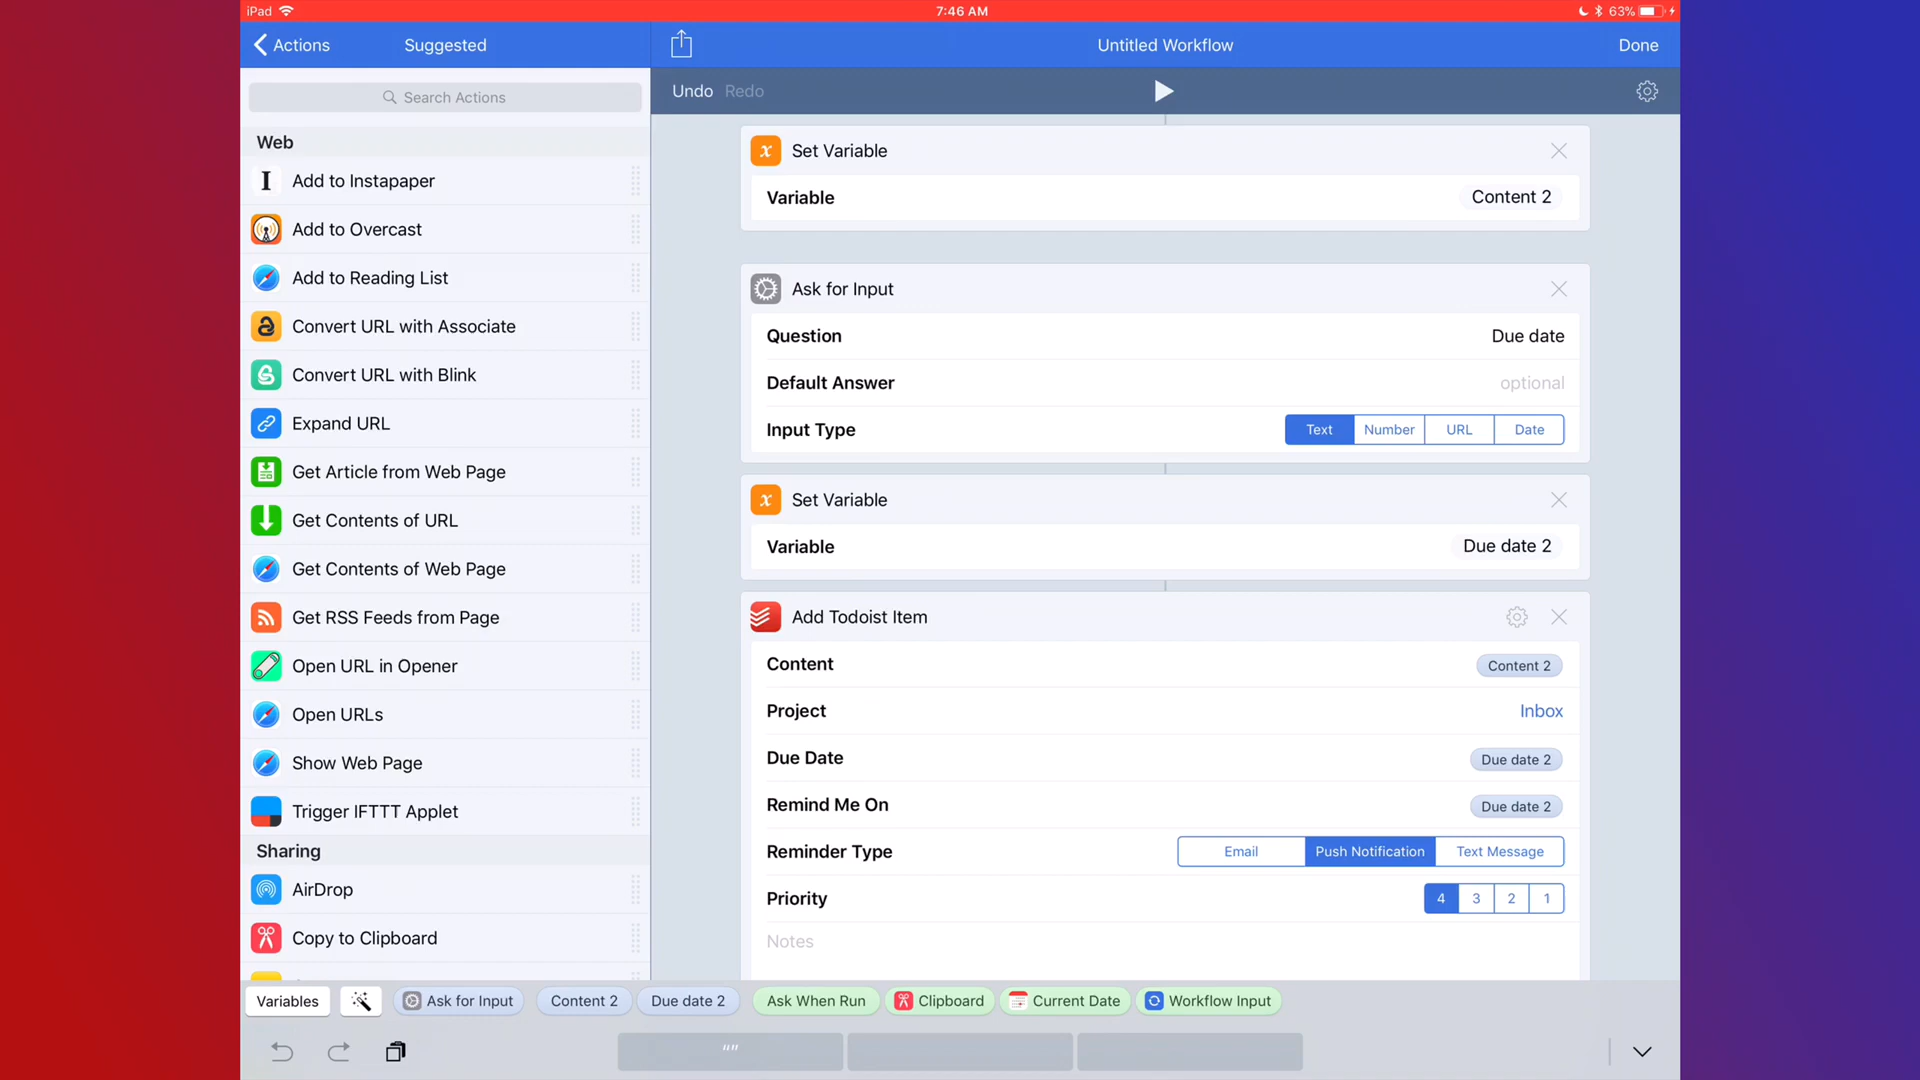 iPad
7:46 AM
63%
Actions
Suggested
Untitled Workflow
Done
Search Actions
Undo
Redo
Web
Add to Instapaper
Add to Overcast
Add to Reading List
Convert URL with Associate
Convert URL with Blink
Expand URL
Get Article from Web Page
Get Contents of URL
Get Contents of Web Page
Get RSS Feeds from Page
Open URL in Opener
Open URLs
Show Web Page
Trigger IFTTT Applet
Sharing
AirDrop
Copy to Clipboard
Set Variable
Variable
Content 2
Ask for Input
Question
Due date
Default Answer
optional
Input Type
Text
Number
URL
Date
Set Variable
Variable
Due date 2
Add Todoist Item
Content
Content 2
Project
Inbox
Due Date
Due date 2
Remind Me On
Due date 2
Reminder Type
Email
Push Notification
Text Message
Priority
4
3
2
1
Notes
Variables
Ask for Input
Content 2
Due date 2
Ask When Run
Clipboard
Current Date
Workflow Input
“”